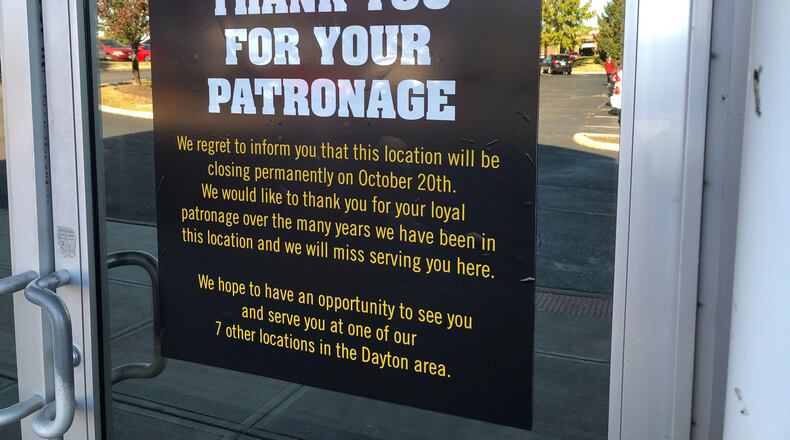 THANK YOU
FOR YOUR
PATRONAGE
We regret to inform you that this location will be
closing permanently on October 20th.
We would like to thank you for your loyal
patronage over the many years we have been in
this location and we will miss serving you here.
We hope to have an opportunity to see you
and serve you at one of our
7 other locations in the Dayton area.